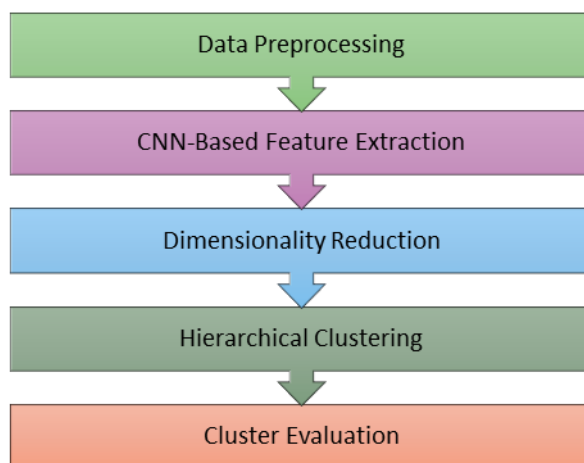 Data Preprocessing
CNN-Based Feature Extraction
Dimensionality Reduction
Hierarchical Clustering
Cluster Evaluation